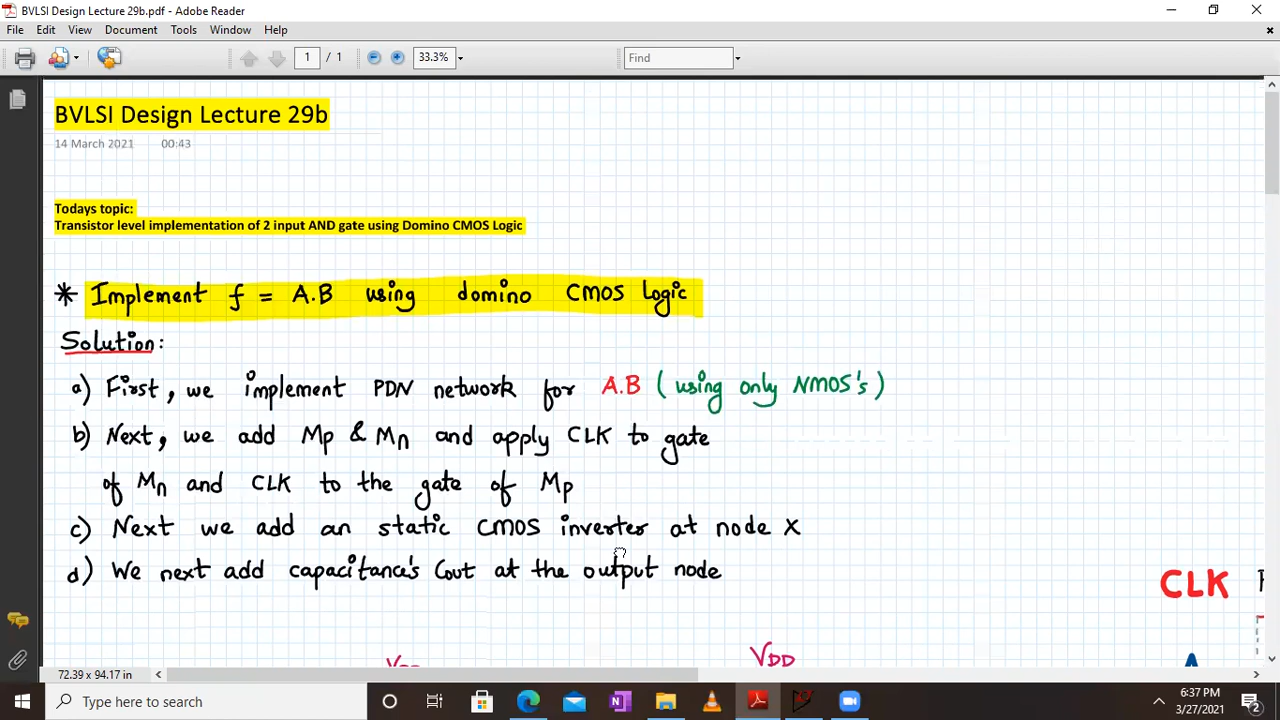 BVLSI Design Lecture 29b.pdf - Adobe Reader
File Edit View Document Tools Window Help
1 / 1 33.3% Find
BVLSI Design Lecture 29b
14 March 2021 00:43
Todays topic:
Transistor level implementation of 2 input AND gate using Domino CMOS Logic
* Implement f = A.B using domino CMOS logic
Solution:
a) First, we implement PDN network for A.B (using only NMOS's)
b) Next, we add Mp & Mn and apply CLK to gate
of Mn and CLK to the gate of Mp
c) Next we add an static CMOS inverter at node X
d) We next add capacitance's Cout at the output node
CLK
VDD
VDD
A
72.39 x 94.17 in
Type here to search
6:37 PM
3/27/2021
2